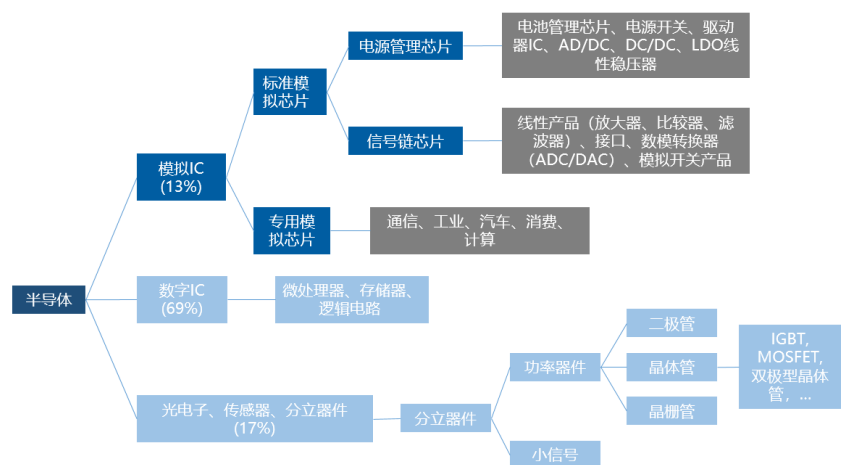 电源管理芯片
电池管理芯片、电源开关、驱动
器IC、AD/DC、DC/DC、LDO线
性稳压器
标准模
拟芯片
信号链芯片
线性产品（放大器、比较器、滤
波器）、接口、数模转换器
（ADC/DAC）、模拟开关产品
模拟IC
(13%)
专用模
拟芯片
通信、工业、汽车、消费、
计算
半导体
数字IC
(69%)
微处理器、存储器、
逻辑电路
光电子、传感器、分立器件
(17%)
分立器件
功率器件
小信号
二极管
晶体管
晶栅管
IGBT,
MOSFET,
双极型晶体
管，...